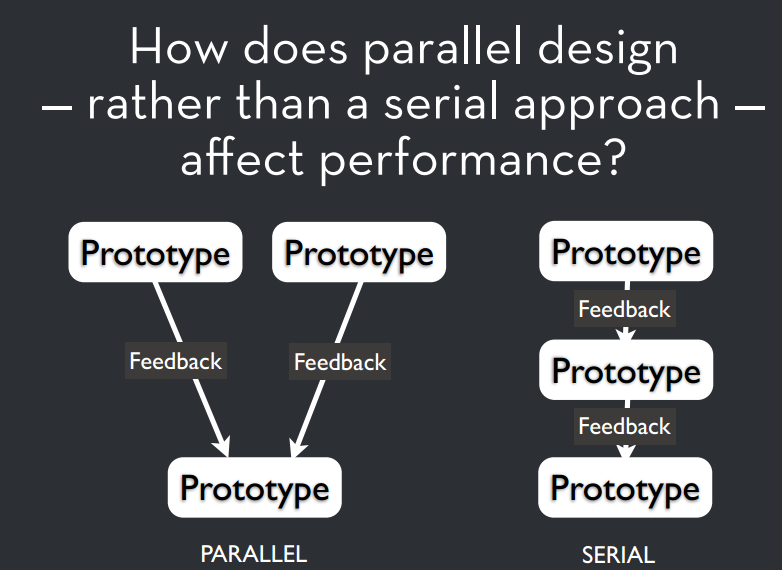 How does parallel design
– rather than a serial approach –
affect performance?
Prototype
Prototype
Feedback
Feedback
Prototype
PARALLEL
Prototype
Feedback
Prototype
Feedback
Prototype
SERIAL